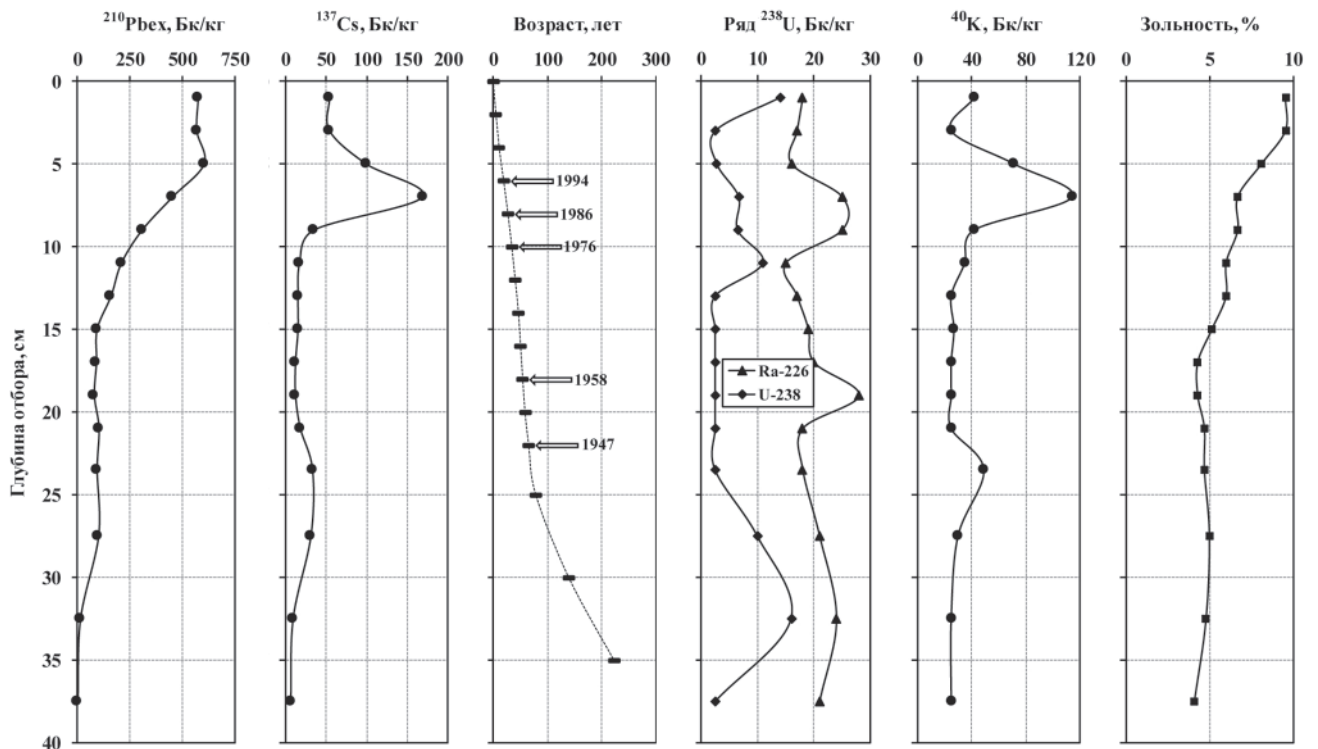 ²¹⁰Pbex, Бк/кг
¹³⁷Cs, Бк/кг
Возраст, лет
Ряд ²³⁸U, Бк/кг
⁴⁰K, Бк/кг
Зольность, %
0 250 500 750
0 50 100 150 200
0 100 200 300
0 10 20 30
0 40 80 120
0 5 10
Глубина отбора, см
0
5
10
15
20
25
30
35
40
1994
1986
1976
1958
1947
Ra-226
U-238